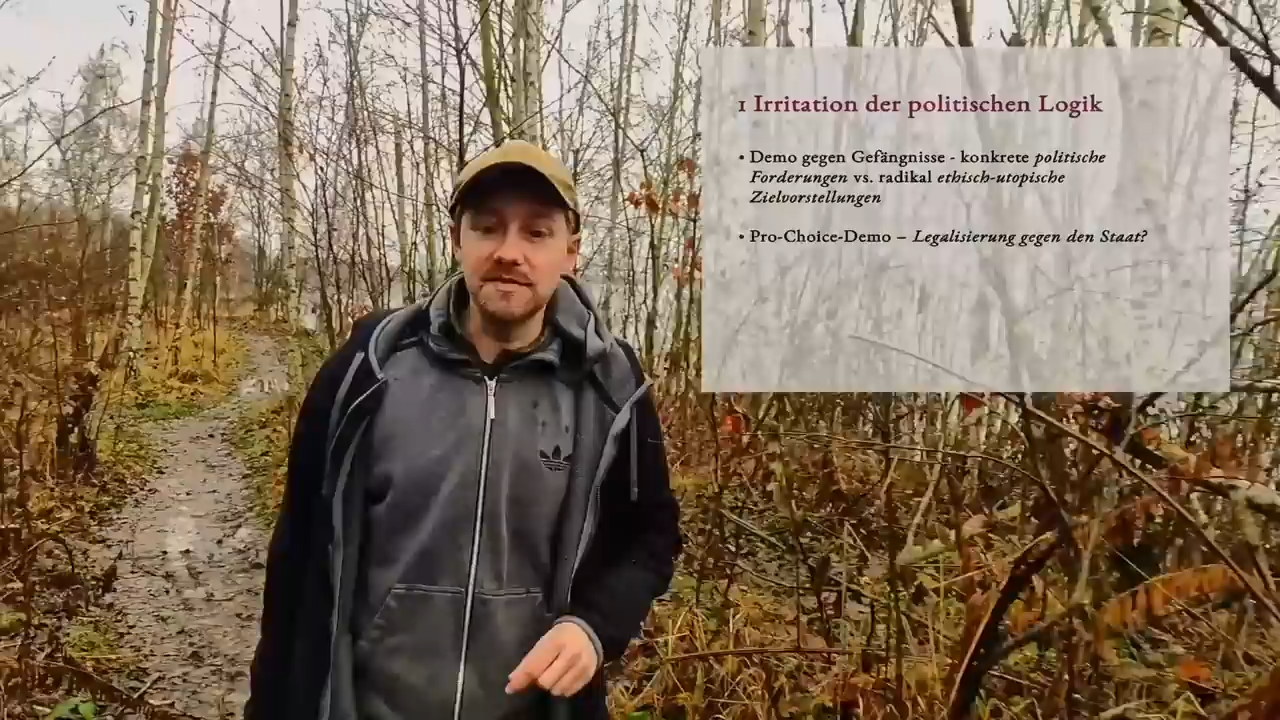 1 Irritation der politischen Logik
• Demo gegen Gefängnisse - konkrete politische
Forderungen vs. radikal ethisch-utopische
Zielvorstellungen
• Pro-Choice-Demo – Legalisierung gegen den Staat?